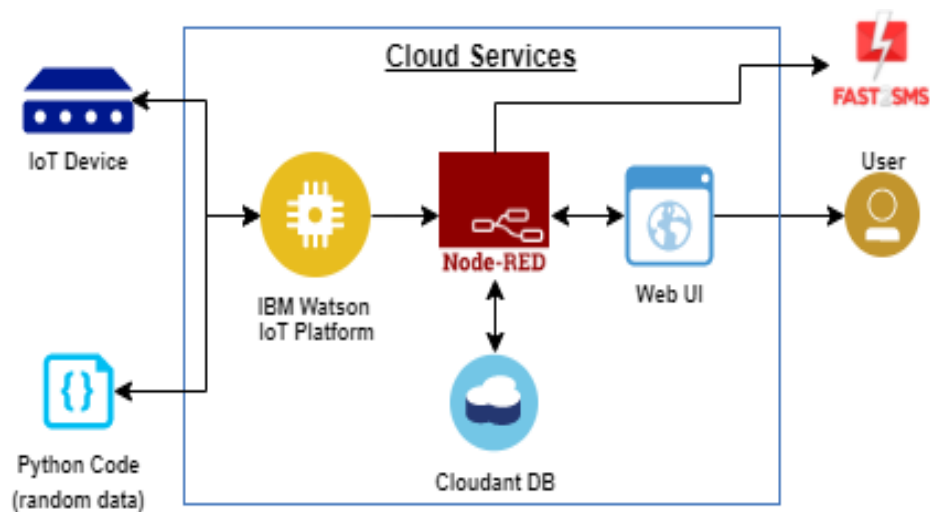 Cloud Services
FAST2SMS
IoT Device
User
Node-RED
Web UI
IBM Watson
IoT Platform
Python Code
(random data)
Cloudant DB
{}